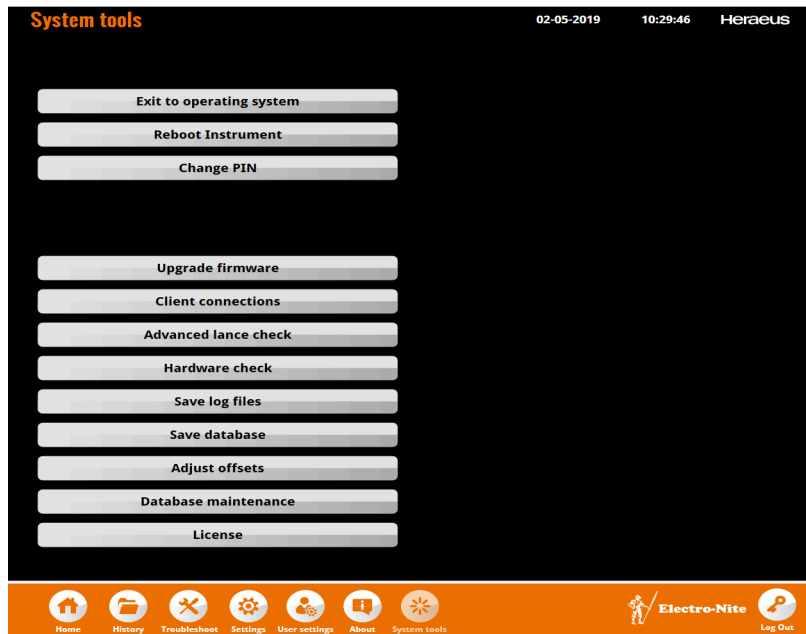 System tools
02-05-2019
10:29:46
Heraeus
Exit to operating system
Reboot Instrument
Change PIN
Upgrade firmware
Client connections
Advanced lance check
Hardware check
Save log files
Save database
Adjust offsets
Database maintenance
License
Home
History
Troubleshoot
Settings
User settings
About
System tools
Electro-Nite
Log Out